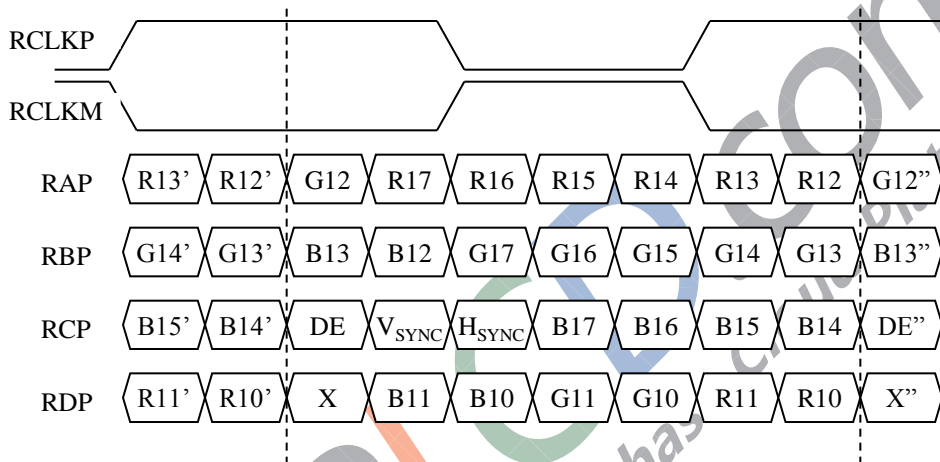 RCLKP
RCLKM
RAP R13’ R12’ G12 R17 R16 R15 R14 R13 R12 G12”
RBP G14’ G13’ B13 B12 G17 G16 G15 G14 G13 B13”
RCP B15’ B14’ DE VSYNC HSYNC B17 B16 B15 B14 DE”
RDP R11’ R10’ X B11 B10 G11 G10 R11 R10 X”